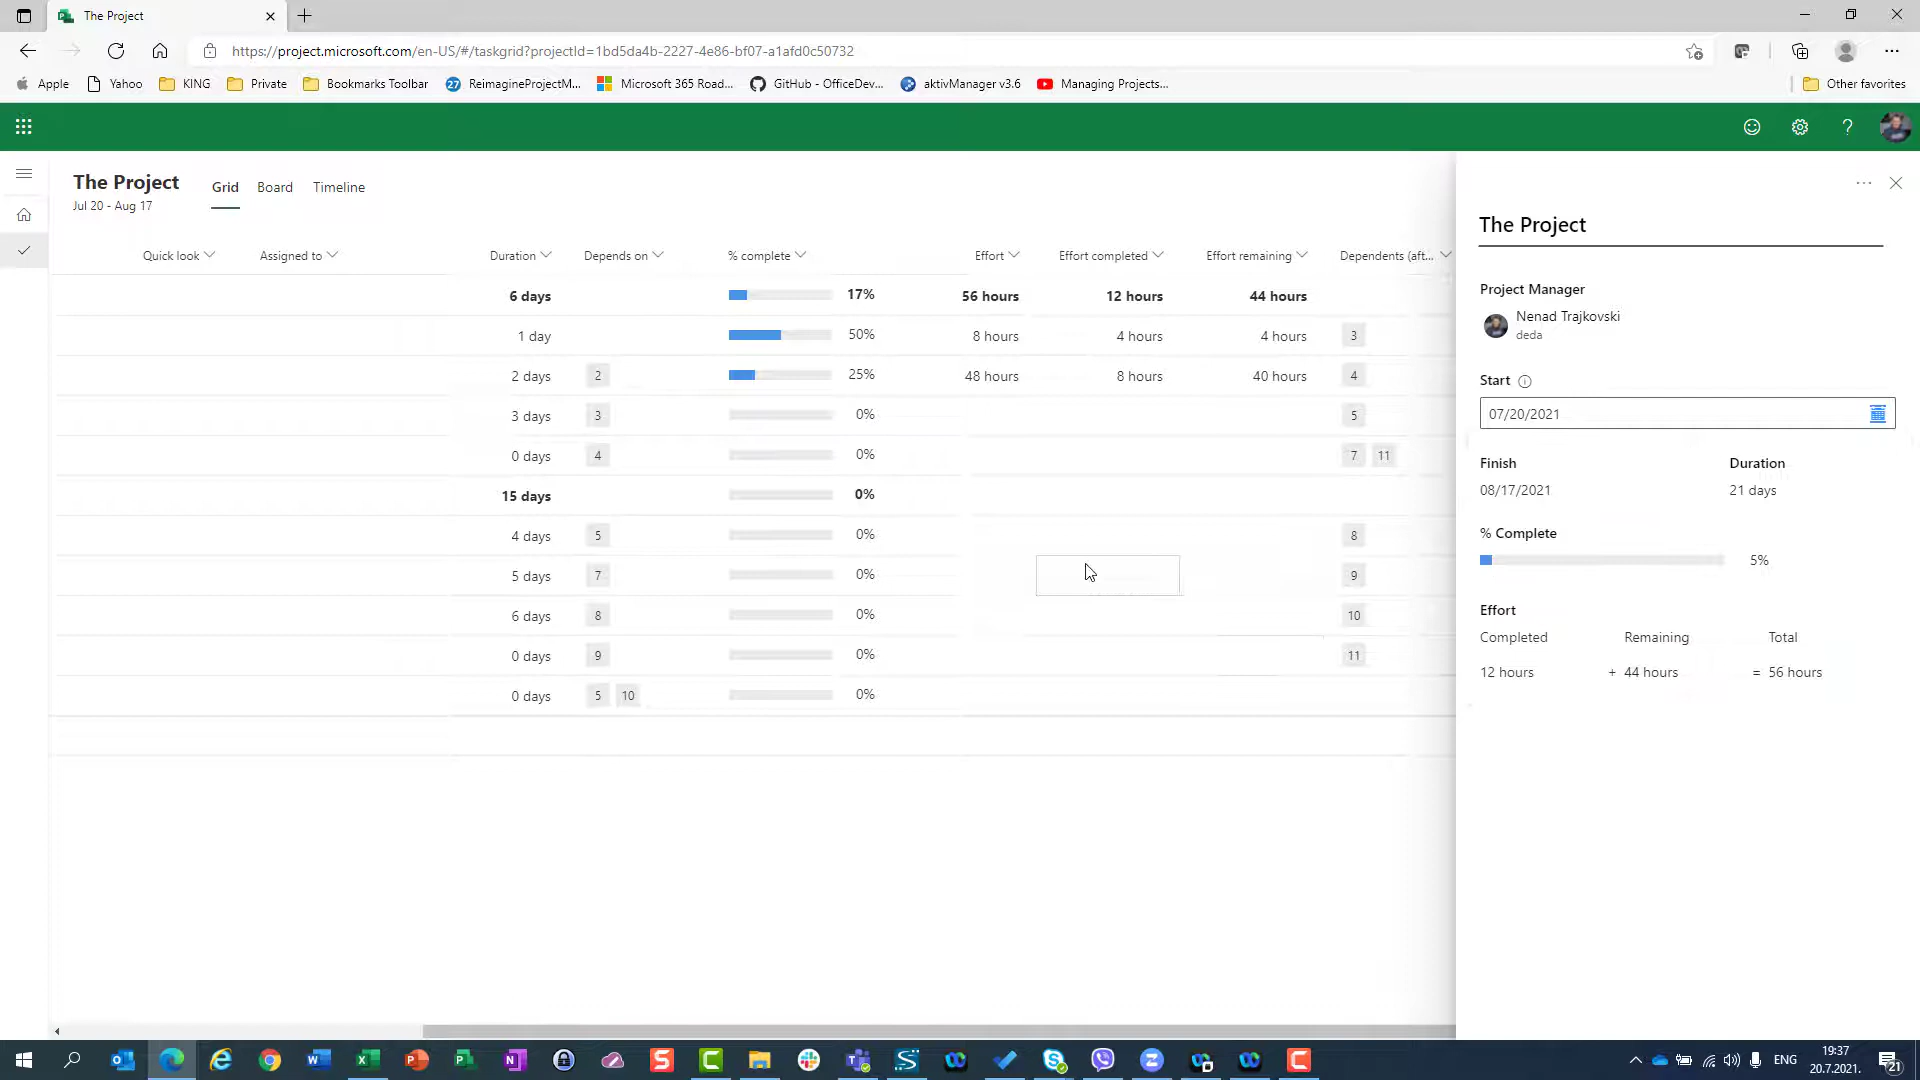 The Project
https://project.microsoft.com/en-US/#/taskgrid?projectId=1bd5da4b-2227-4e86-bf07-a1afd0c50732
Apple Yahoo KING Private Bookmarks Toolbar ReimagineProjectM... Microsoft 365 Road... GitHub - OfficeDev... aktivManager v3.6 Managing Projects... Other favorites
The Project Grid Board Timeline
Jul 20 - Aug 17
Quick look Assigned to Duration Depends on % complete Effort Effort completed Effort remaining Dependents (aft...
6 days 17% 56 hours 12 hours 44 hours
1 day 50% 8 hours 4 hours 4 hours 3
2 days 2 25% 48 hours 8 hours 40 hours 4
3 days 3 0% 5
0 days 4 0% 7 11
15 days 0%
4 days 5 0% 8
5 days 7 0% 9
6 days 8 0% 10
0 days 9 0% 11
0 days 5 10 0%
The Project
Project Manager
Nenad Trajkovski
deda
Start
07/20/2021
Finish Duration
08/17/2021 21 days
% Complete
5%
Effort
Completed Remaining Total
12 hours + 44 hours = 56 hours
ENG 19:37
20.7.2021. 21